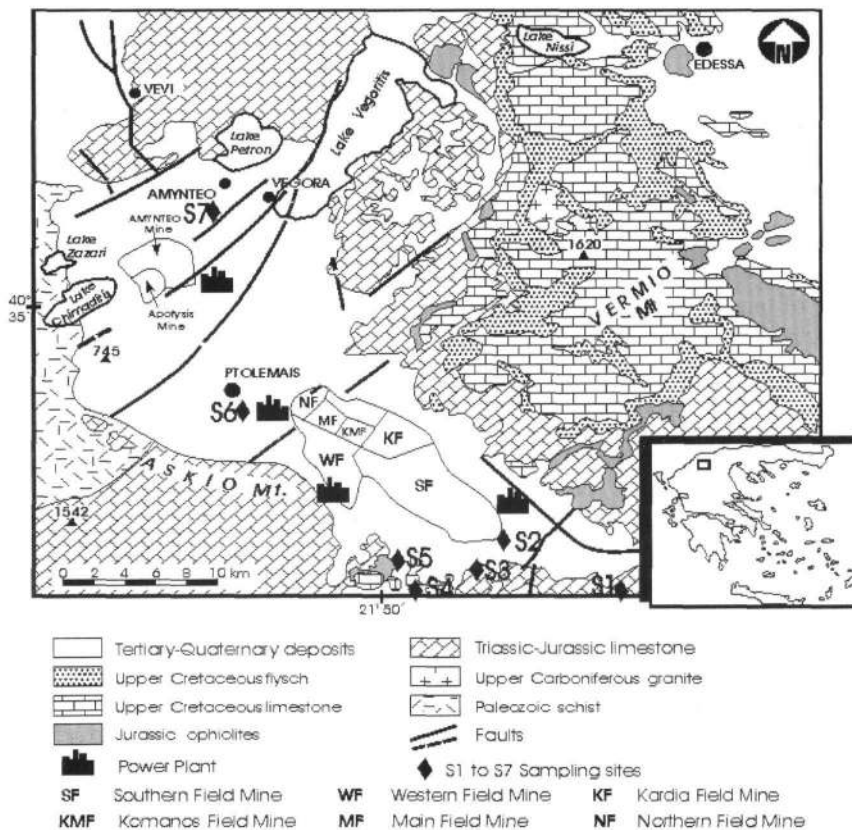 Lake Nissi
N
EDESSA
VEVI
Lake Petron
Lake Vegoritis
AMYNTEO
VEGORA
S7
AMYNTEO Mine
Lake Zazari
1620
VERMIO Mt
Lake Chimaditis
Apofysis Mine
40°
35'
745
PTOLEMAIS
S6
NF
MF
KMF
KF
WF
SF
ASKIO Mt.
1542
S2
S5
S3
S4
S1
0 2 4 6 8 10 km
21°50'
Tertiary-Quaternary deposits
Triassic-Jurassic limestone
Upper Cretaceous flysch
Upper Carboniferous granite
Upper Cretaceous limestone
Paleozoic schist
Jurassic ophiolites
Faults
Power Plant
S1 to S7 Sampling sites
SF Southern Field Mine
WF Western Field Mine
KF Kardia Field Mine
KMF Komanos Field Mine
MF Main Field Mine
NF Northern Field Mine